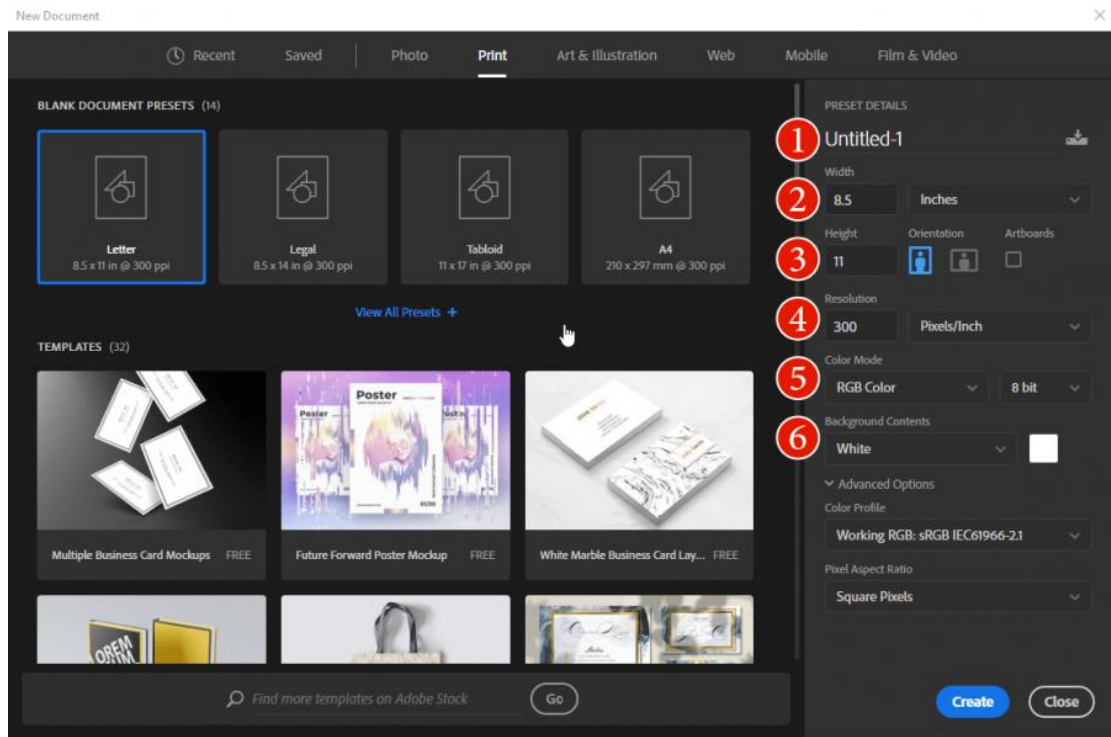 New Document
Recent Saved Photo Print Art & Illustration Web Mobile Film & Video
BLANK DOCUMENT PRESETS (14)
Letter
8.5 x 11 in @ 300 ppi
Legal
8.5 x 14 in @ 300 ppi
Tabloid
11 x 17 in @ 300 ppi
A4
210 x 297 mm @ 300 ppi
View All Presets +
TEMPLATES (32)
Poster
Poster
01/20
Multiple Business Card Mockups FREE
Future Forward Poster Mockup FREE
White Marble Business Card Lay... FREE
LOREM
Find more templates on Adobe Stock
Go
PRESET DETAILS
1 Untitled-1
Width
2 8.5 Inches
Height Orientation Artboards
3 11
Resolution
4 300 Pixels/Inch
Color Mode
5 RGB Color 8 bit
Background Contents
6 White
Advanced Options
Color Profile
Working RGB: sRGB IEC61966-2.1
Pixel Aspect Ratio
Square Pixels
Create Close